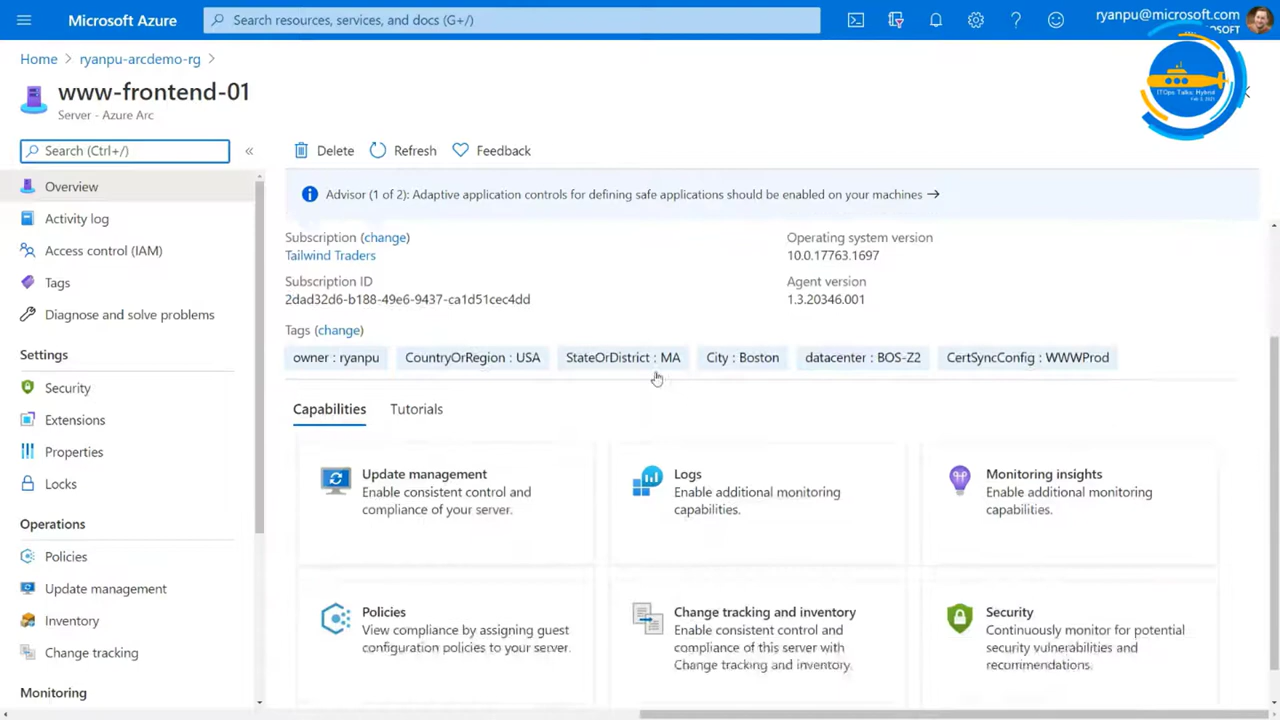 Microsoft Azure
Search resources, services, and docs (G+/)
ryanpu@microsoft.com
Home > ryanpu-arcdemo-rg >
ITOps Talks: Hybrid
Feb 2, 2021
www-frontend-01
Server - Azure Arc
Search (Ctrl+/)
«
Delete
Refresh
Feedback
Overview
Activity log
Access control (IAM)
Tags
Diagnose and solve problems
Settings
Security
Extensions
Properties
Locks
Operations
Policies
Update management
Inventory
Change tracking
Monitoring
Advisor (1 of 2): Adaptive application controls for defining safe applications should be enabled on your machines →
Subscription (change)
Tailwind Traders
Subscription ID
2dad32d6-b188-49e6-9437-ca1d51cec4dd
Operating system version
10.0.17763.1697
Agent version
1.3.20346.001
Tags (change)
owner : ryanpu
CountryOrRegion : USA
StateOrDistrict : MA
City : Boston
datacenter : BOS-Z2
CertSyncConfig : WWWProd
Capabilities
Tutorials
Update management
Enable consistent control and
compliance of your server.
Logs
Enable additional monitoring
capabilities.
Monitoring insights
Enable additional monitoring
capabilities.
Policies
View compliance by assigning guest
configuration policies to your server.
Change tracking and inventory
Enable consistent control and
compliance of this server with
Change tracking and inventory.
Security
Continuously monitor for potential
security vulnerabilities and
recommendations.